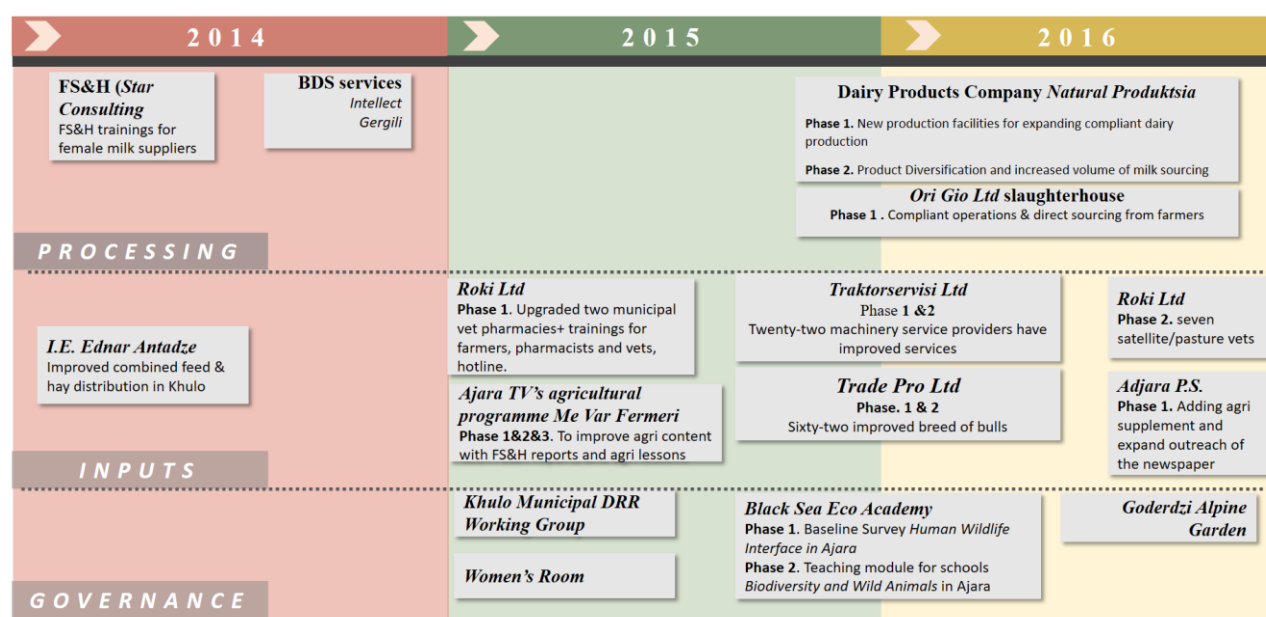 2014
2015
2016
FS&H (Star
Consulting
FS&H trainings for
female milk suppliers
BDS services
Intellect
Gergili
Dairy Products Company Natural Produktsia
Phase 1. New production facilities for expanding compliant dairy
production
Phase 2. Product Diversification and increased volume of milk sourcing
Ori Gio Ltd slaughterhouse
Phase 1 . Compliant operations & direct sourcing from farmers
PROCESSING
I.E. Ednar Antadze
Improved combined feed &
hay distribution in Khulo
Roki Ltd
Phase 1. Upgraded two municipal
vet pharmacies+ trainings for
farmers, pharmacists and vets,
hotline.
Ajara TV's agricultural
programme Me Var Fermeri
Phase 1&2&3. To improve agri content
with FS&H reports and agri lessons
Traktorservisi Ltd
Phase 1 &2
Twenty-two machinery service providers have
improved services
Trade Pro Ltd
Phase. 1 & 2
Sixty-two improved breed of bulls
Roki Ltd
Phase 2. seven
satellite/pasture vets
Adjara P.S.
Phase 1. Adding agri
supplement and
expand outreach of
the newspaper
INPUTS
Khulo Municipal DRR
Working Group
Women's Room
Black Sea Eco Academy
Phase 1. Baseline Survey Human Wildlife
Interface in Ajara
Phase 2. Teaching module for schools
Biodiversity and Wild Animals in Ajara
Goderdzi Alpine
Garden
GOVERNANCE